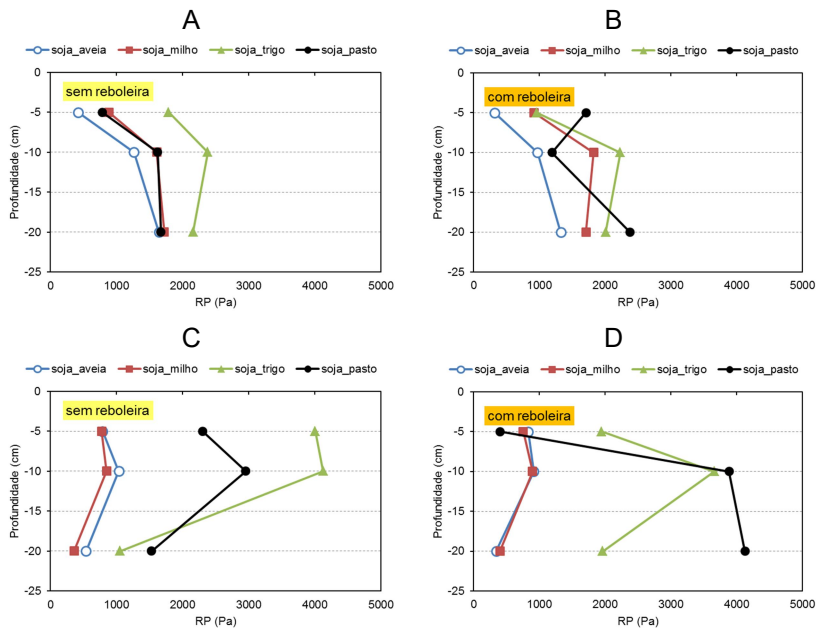 A
soja_aveia soja_milho soja_trigo soja_pasto
0
sem reboleira
-5
-10
-15
-20
-25
Profundidade (cm)
0 1000 2000 3000 4000 5000
RP (Pa)
B
soja_aveia soja_milho soja_trigo soja_pasto
0
com reboleira
-5
-10
-15
-20
-25
Profundidade (cm)
0 1000 2000 3000 4000 5000
RP (Pa)
C
soja_aveia soja_milho soja_trigo soja_pasto
0
sem reboleira
-5
-10
-15
-20
-25
Profundidade (cm)
0 1000 2000 3000 4000 5000
RP (Pa)
D
soja_aveia soja_milho soja_trigo soja_pasto
0
com reboleira
-5
-10
-15
-20
-25
Profundidade (cm)
0 1000 2000 3000 4000 5000
RP (Pa)